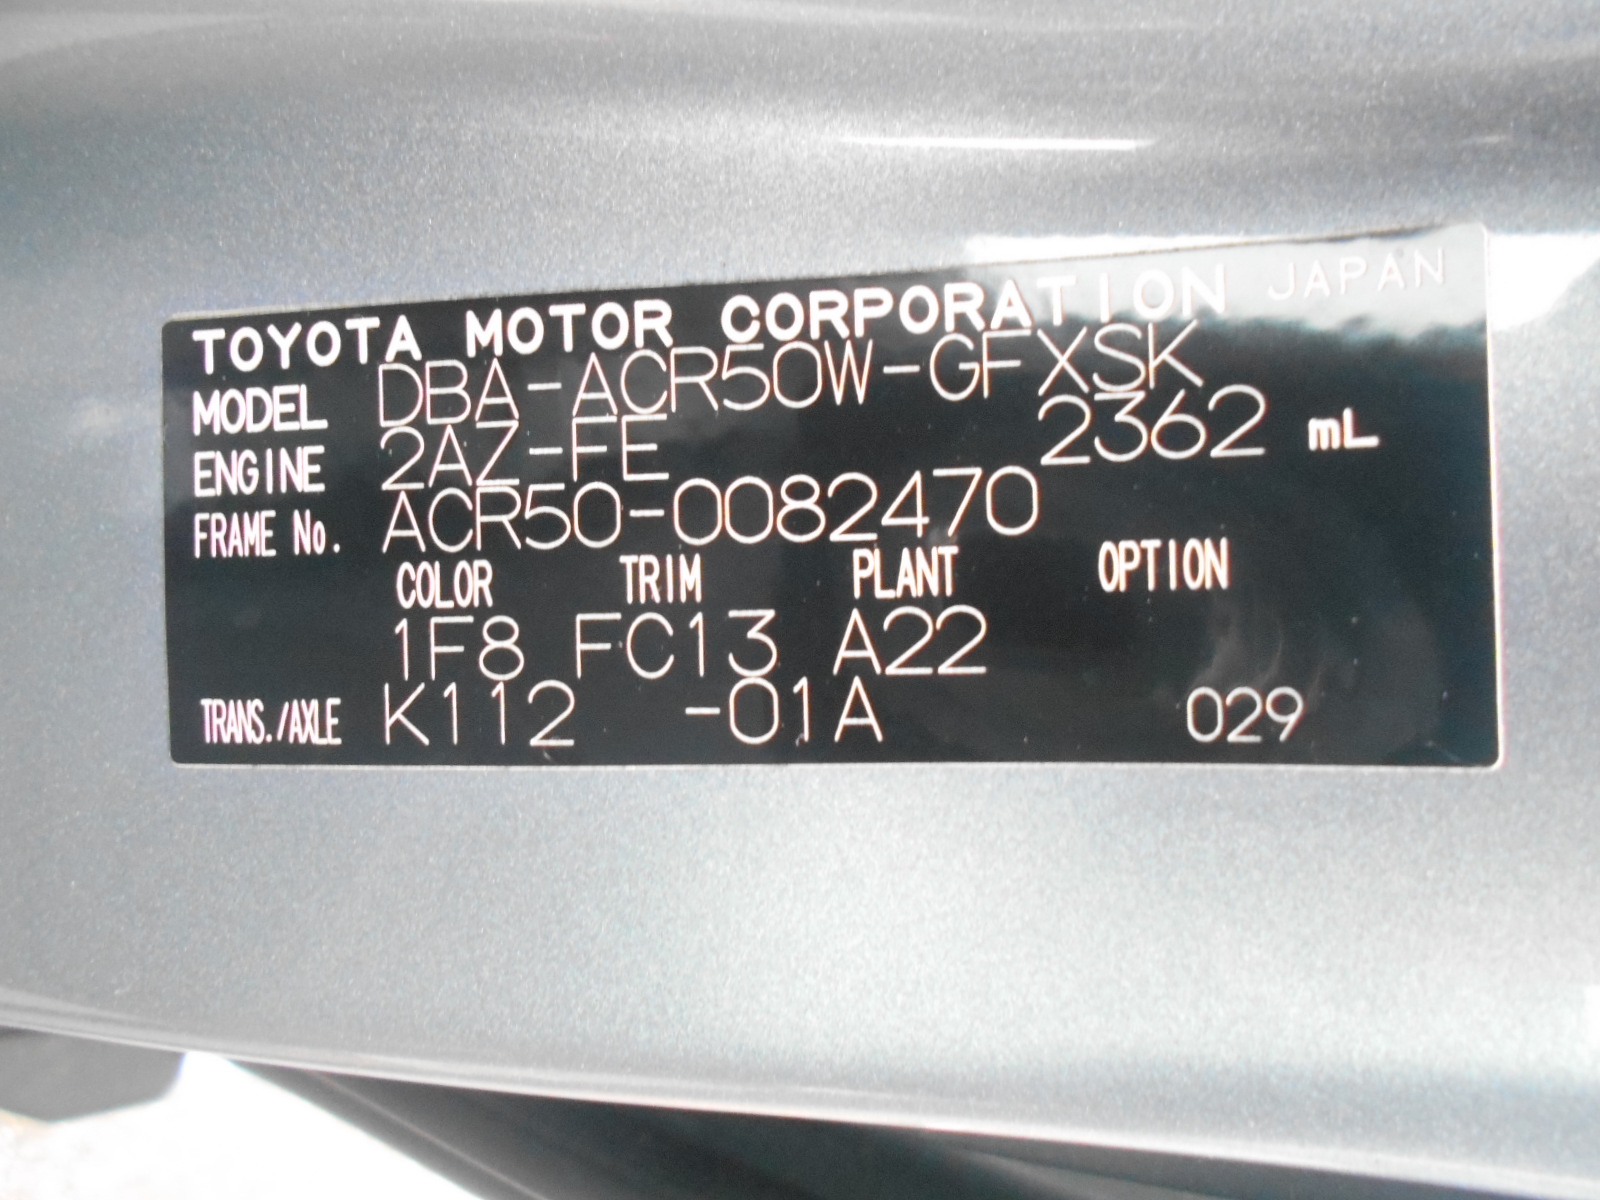 TOYOTA MOTOR CORPORATION JAPAN
MODEL DBA-ACR50W-GFXSK
ENGINE 2AZ-FE 2362 mL
FRAME No. ACR50-0082470
COLOR TRIM PLANT OPTION
1F8 FC13 A22
TRANS./AXLE K112 -01A 029